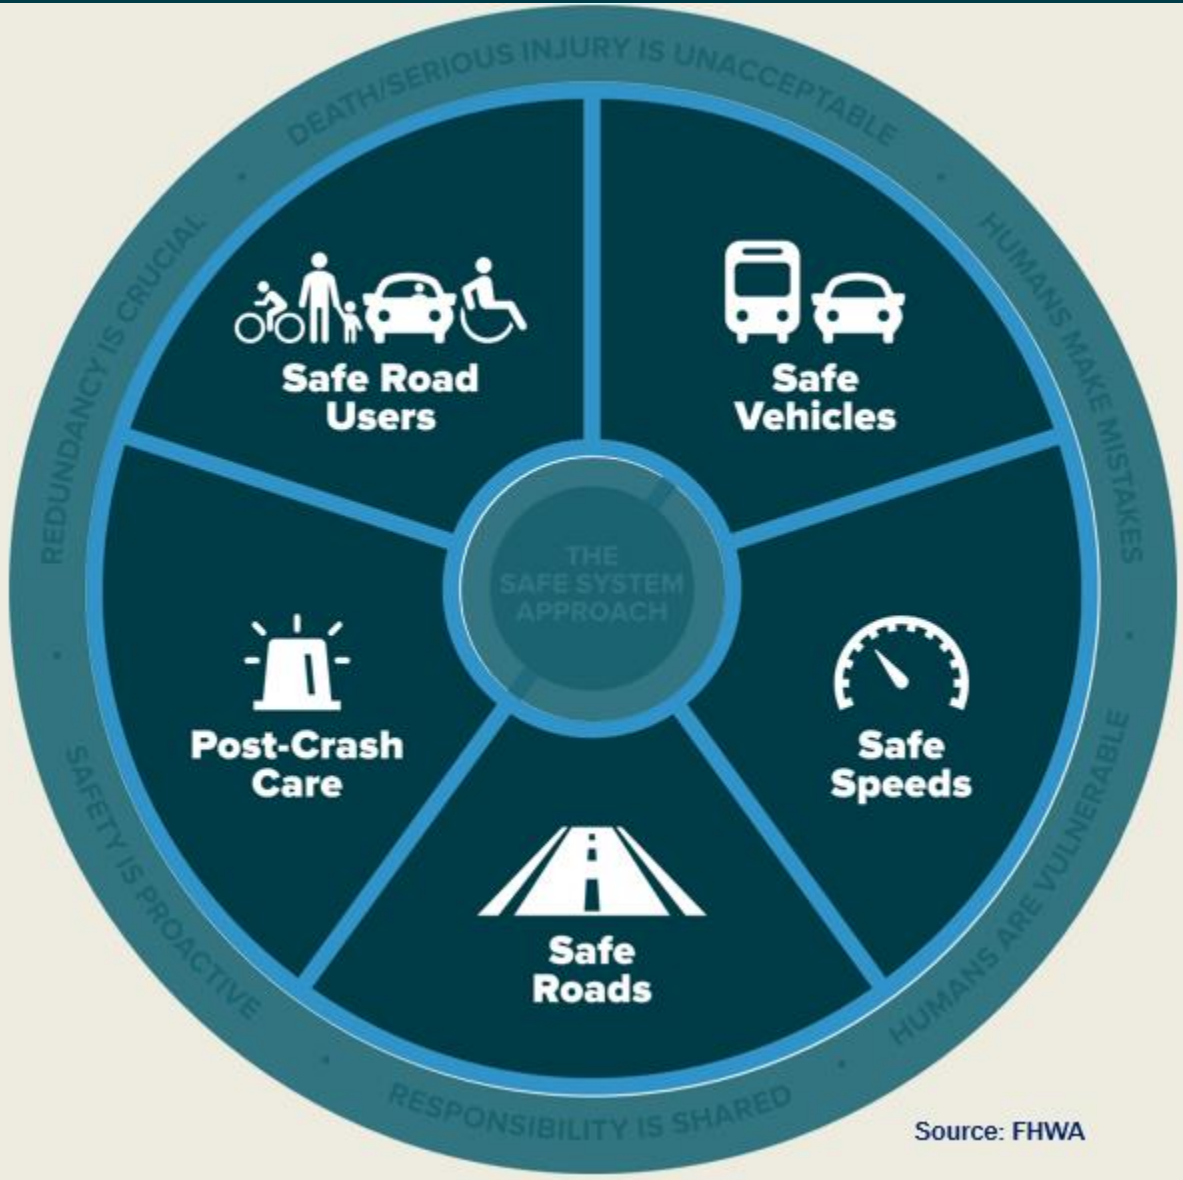 DEATH/SERIOUS INJURY IS UNACCEPTABLE
HUMANS MAKE MISTAKES
HUMANS ARE VULNERABLE
RESPONSIBILITY IS SHARED
SAFETY IS PROACTIVE
REDUNDANCY IS CRUCIAL
Safe Road
Users
Safe
Vehicles
THE
SAFE SYSTEM
APPROACH
Post-Crash
Care
Safe
Speeds
Safe
Roads
Source: FHWA